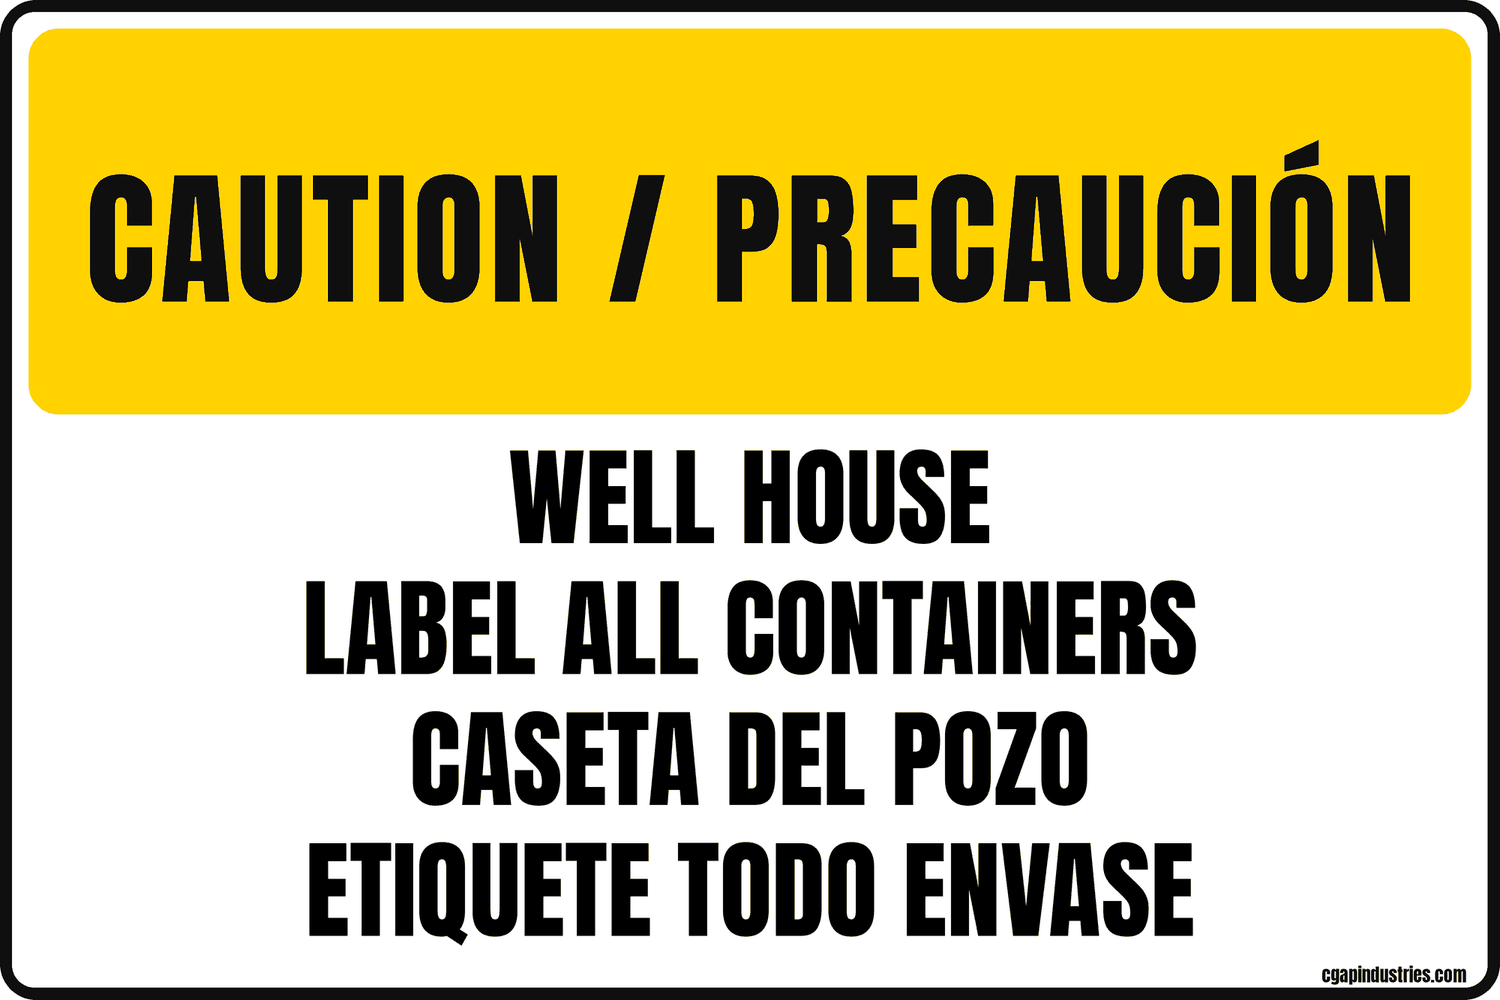 CAUTION / PRECAUCIÓN
WELL HOUSE
LABEL ALL CONTAINERS
CASETA DEL POZO
ETIQUETE TODO ENVASE
cgapindustries.com